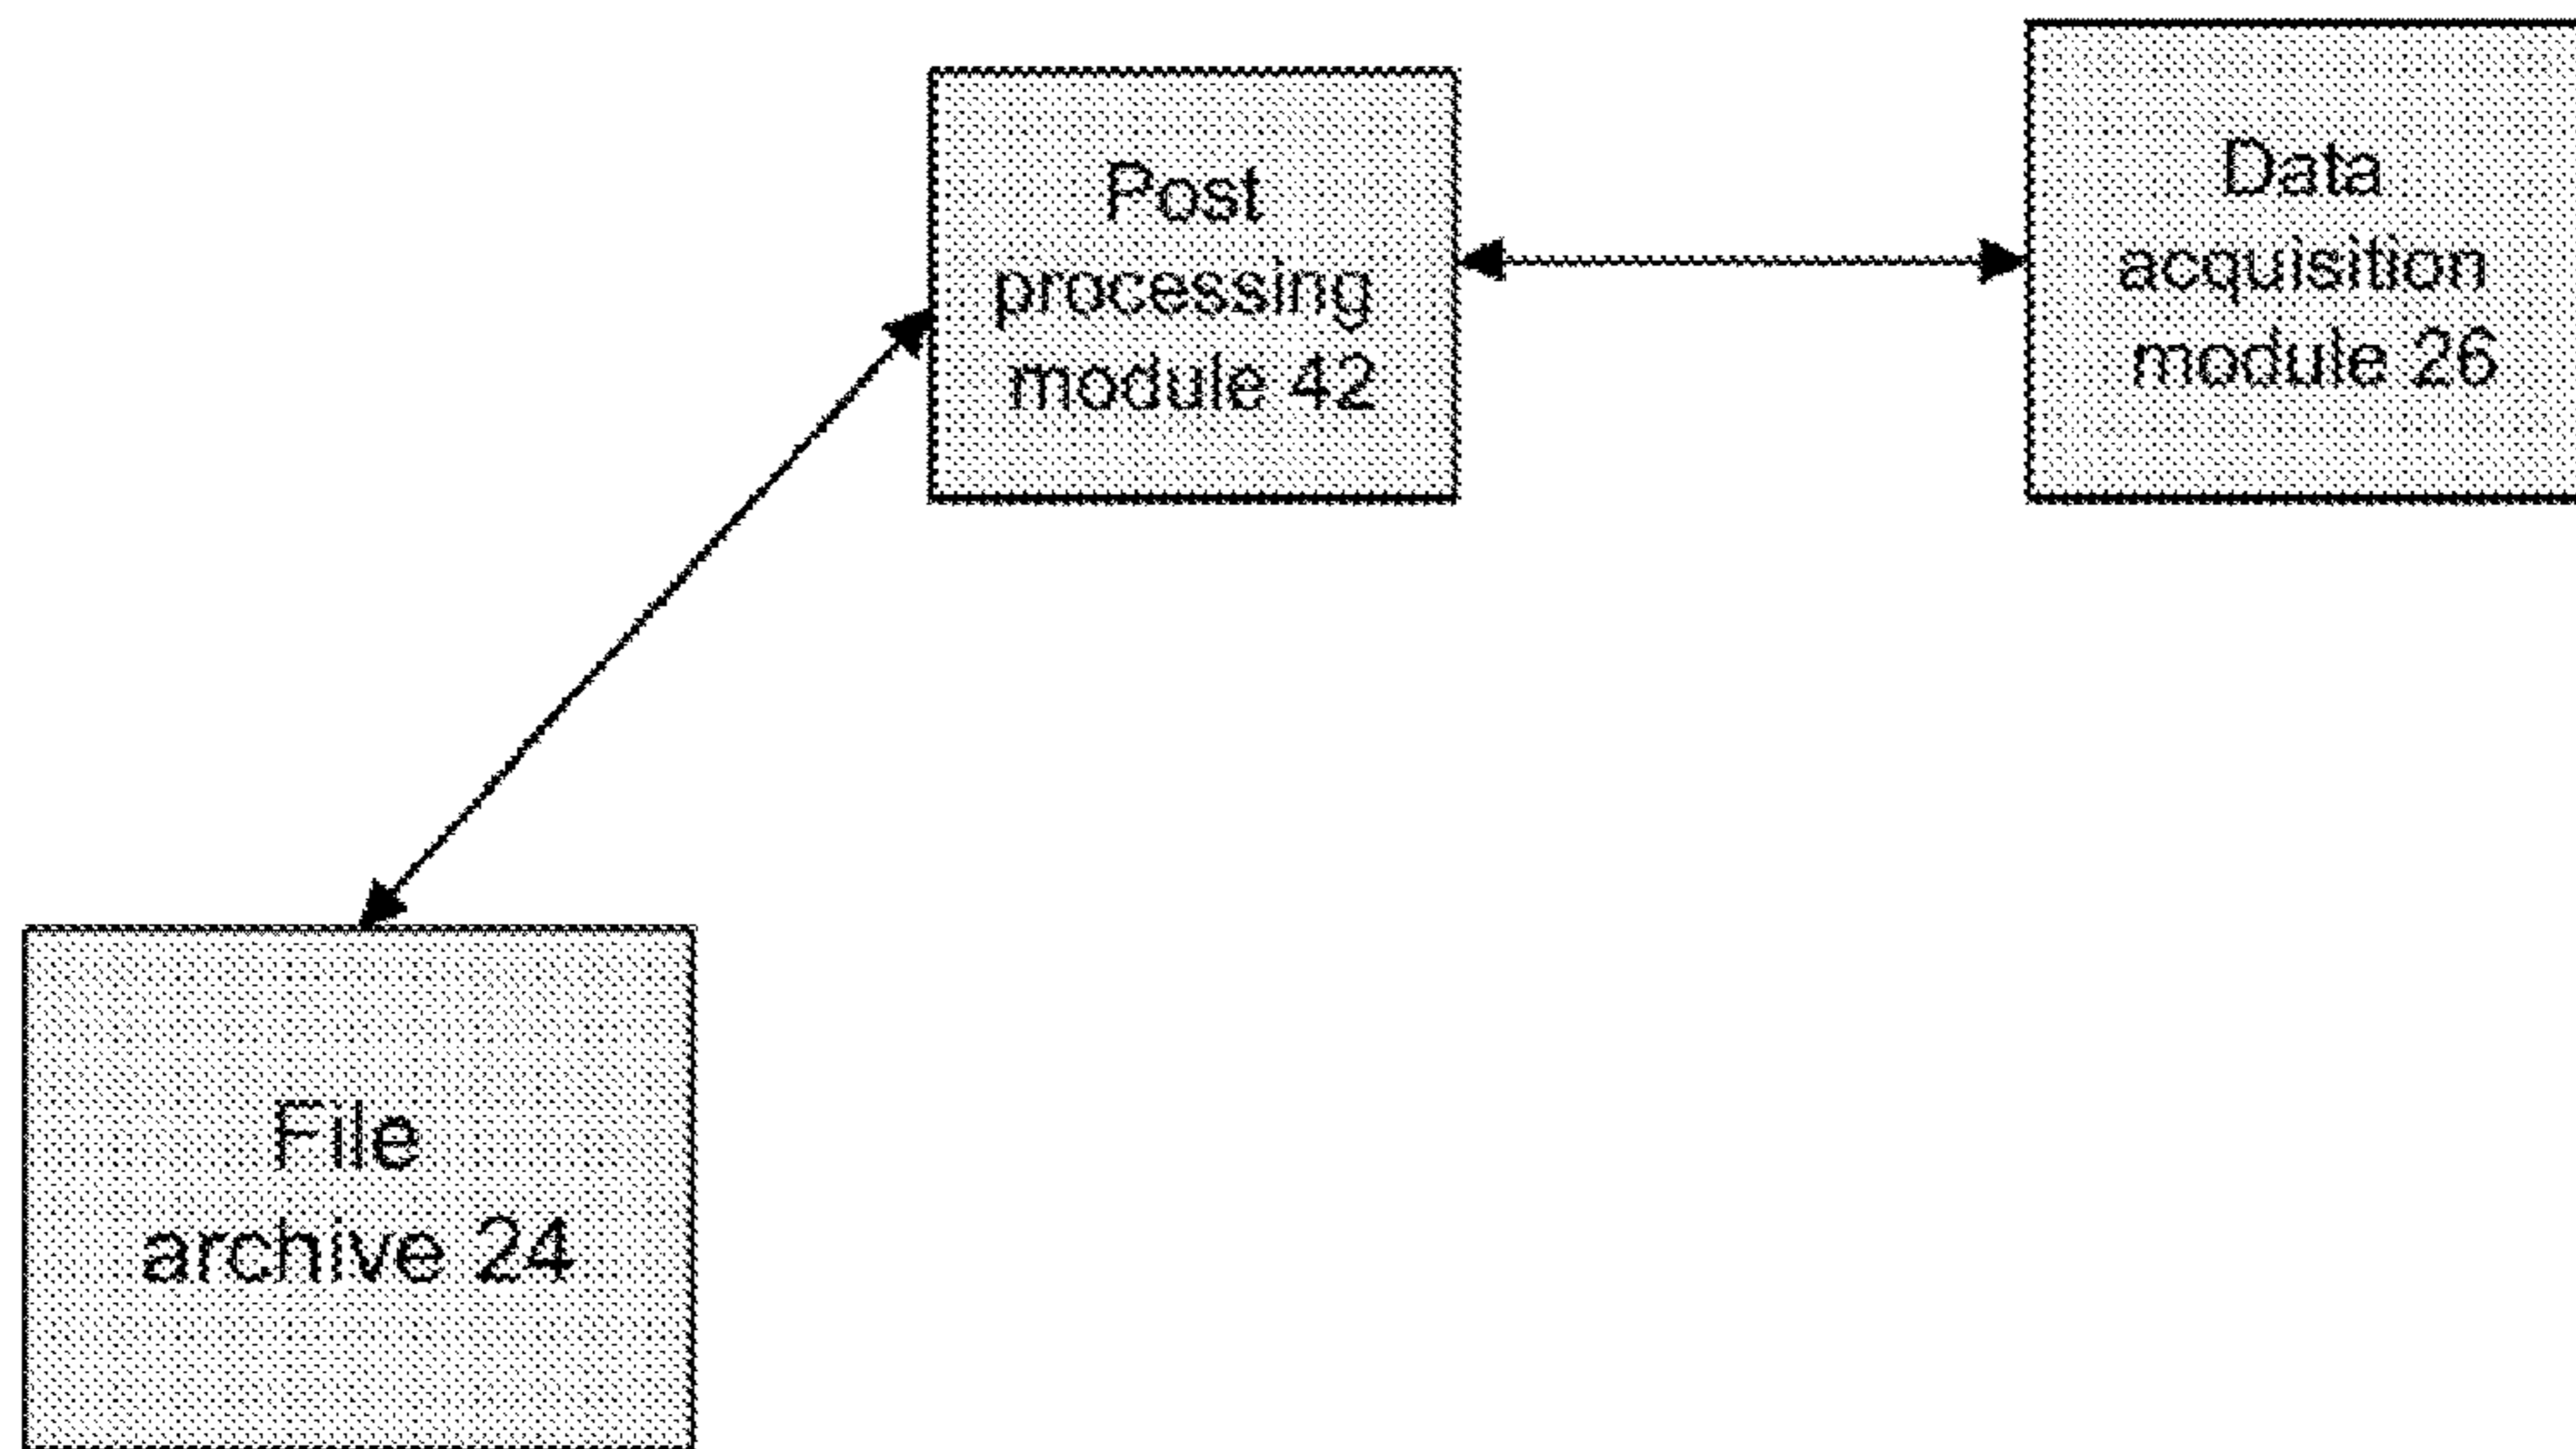 Post
processing
module 42
Data
acquisition
module 26
File
archive 24